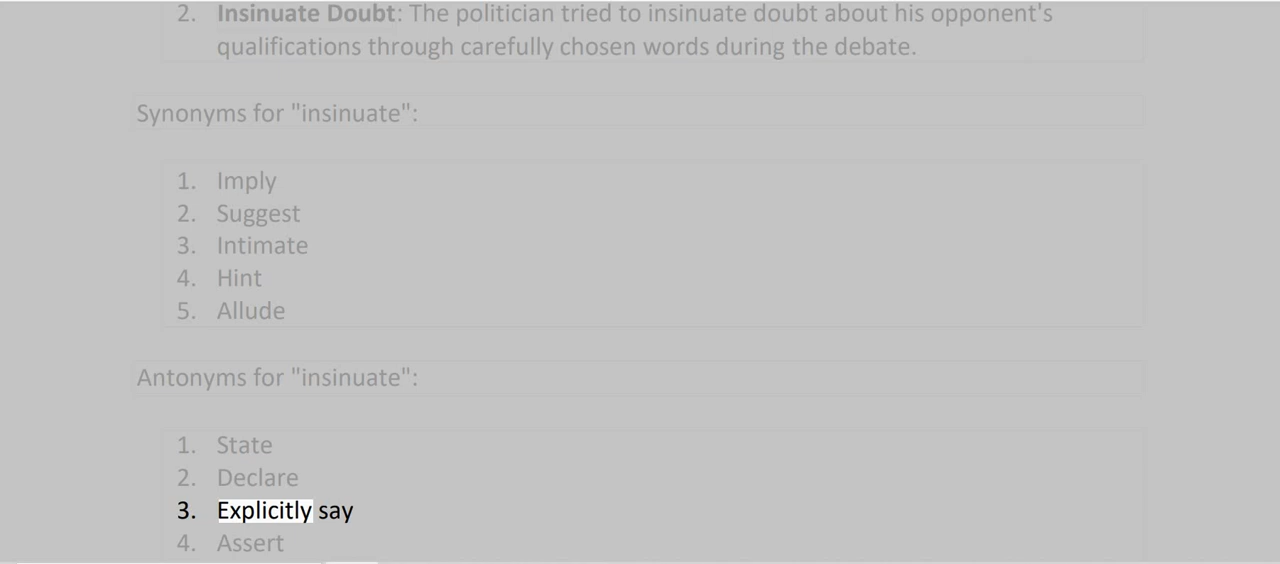 2. Insinuate Doubt: The politician tried to insinuate doubt about his opponent's
qualifications through carefully chosen words during the debate.
Synonyms for "insinuate":
1. Imply
2. Suggest
3. Intimate
4. Hint
5. Allude
Antonyms for "insinuate":
1. State
2. Declare
3. Explicitly say
4. Assert